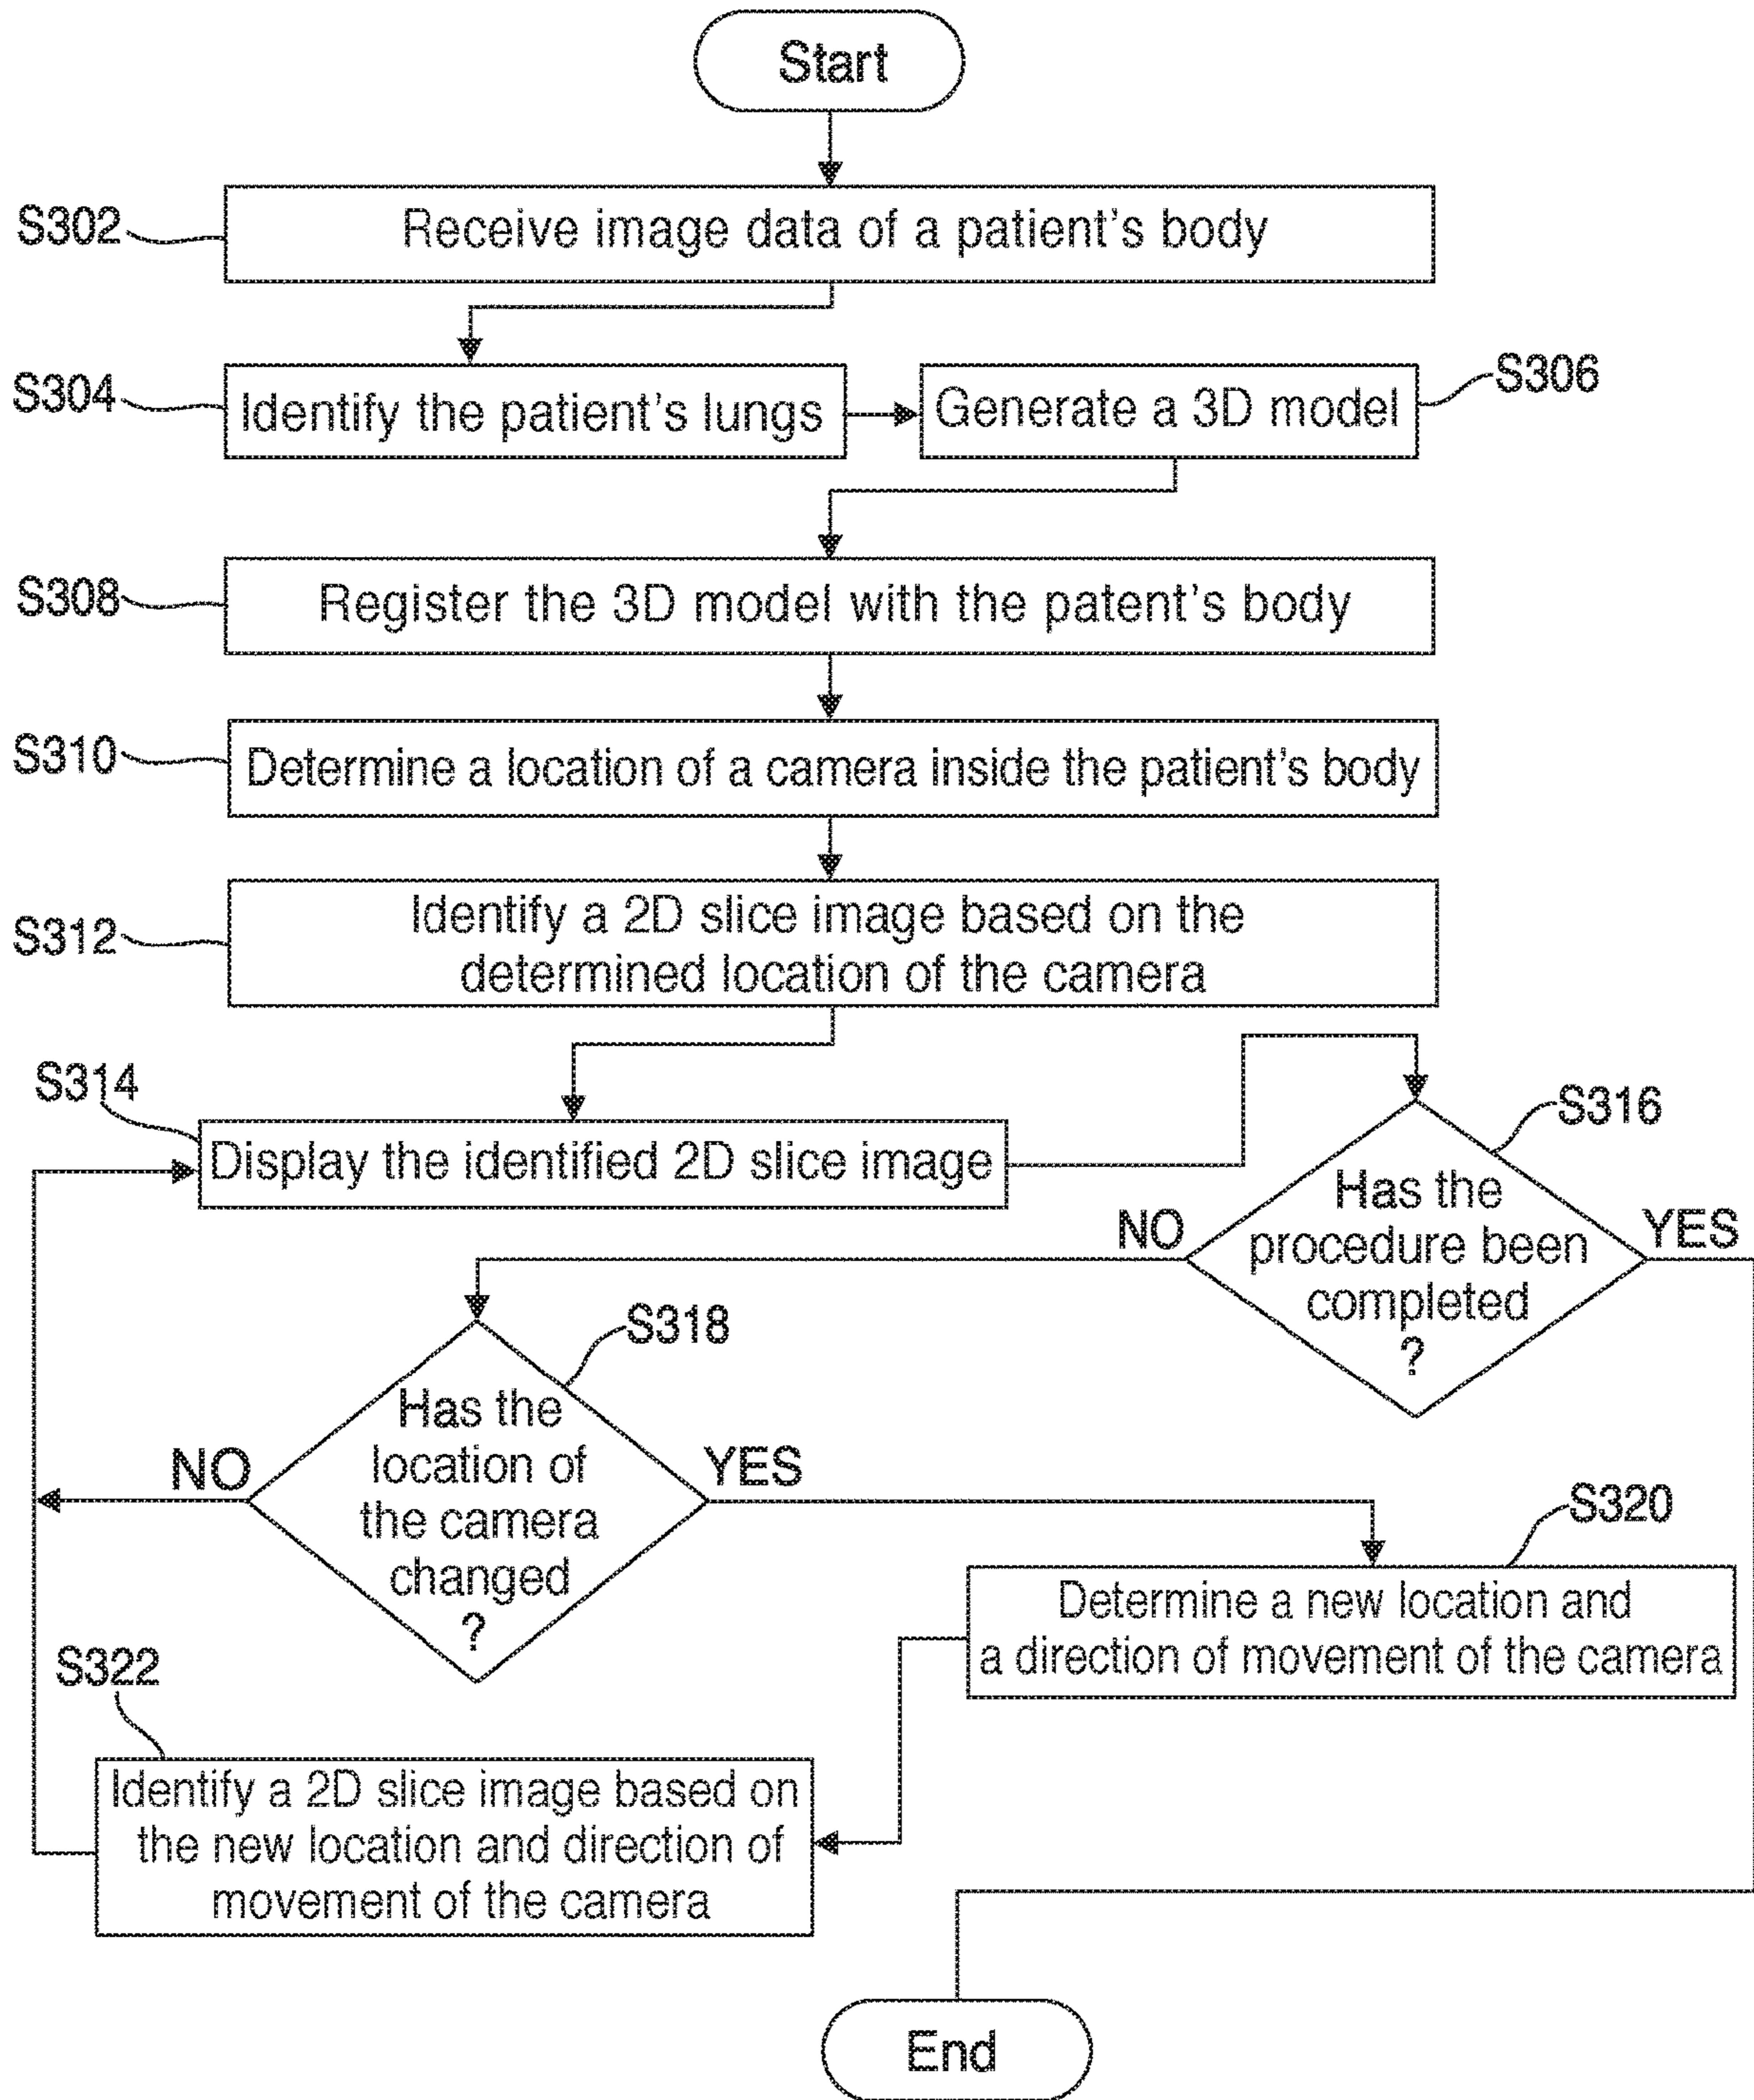 Start
S302
Receive image data of a patient's body
S304
Identify the patient's lungs
Generate a 3D model
S306
S308
Register the 3D model with the patent's body
S310
Determine a location of a camera inside the patient's body
S312
Identify a 2D slice image based on the
determined location of the camera
S314
Display the identified 2D slice image
S316
Has the
procedure been
completed
?
NO
YES
S318
Has the
location of
the camera
changed
?
NO
YES
S320
Determine a new location and
a direction of movement of the camera
S322
Identify a 2D slice image based on
the new location and direction of
movement of the camera
End